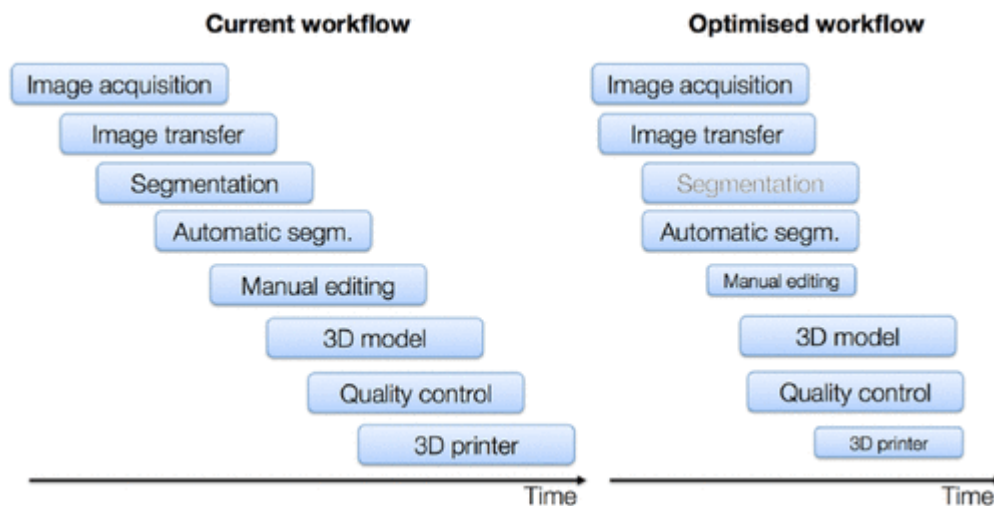 Current workflow
Image acquisition
Image transfer
Segmentation
Automatic segm.
Manual editing
3D model
Quality control
3D printer
Time
Optimised workflow
Image acquisition
Image transfer
Segmentation
Automatic segm.
Manual editing
3D model
Quality control
3D printer
Time